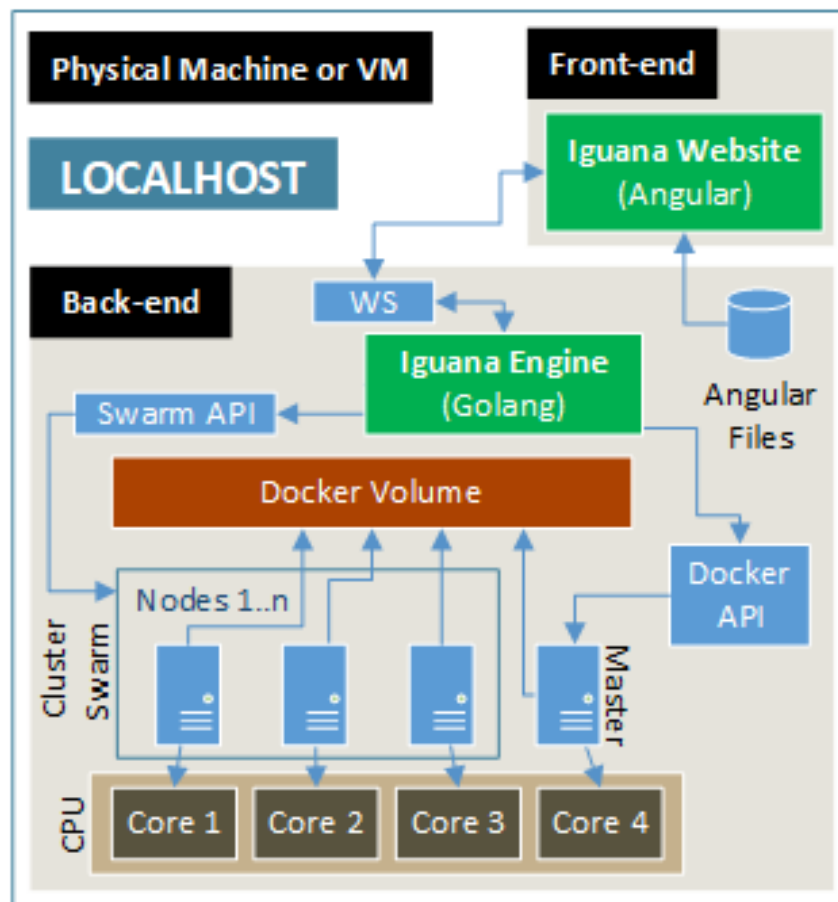 Physical Machine or VM
Front-end
LOCALHOST
Iguana Website
(Angular)
Back-end
WS
Iguana Engine
(Golang)
Angular
Files
Swarm API
Docker Volume
Docker
API
Nodes 1..n
Cluster
Swarm
Master
CPU
Core 1
Core 2
Core 3
Core 4